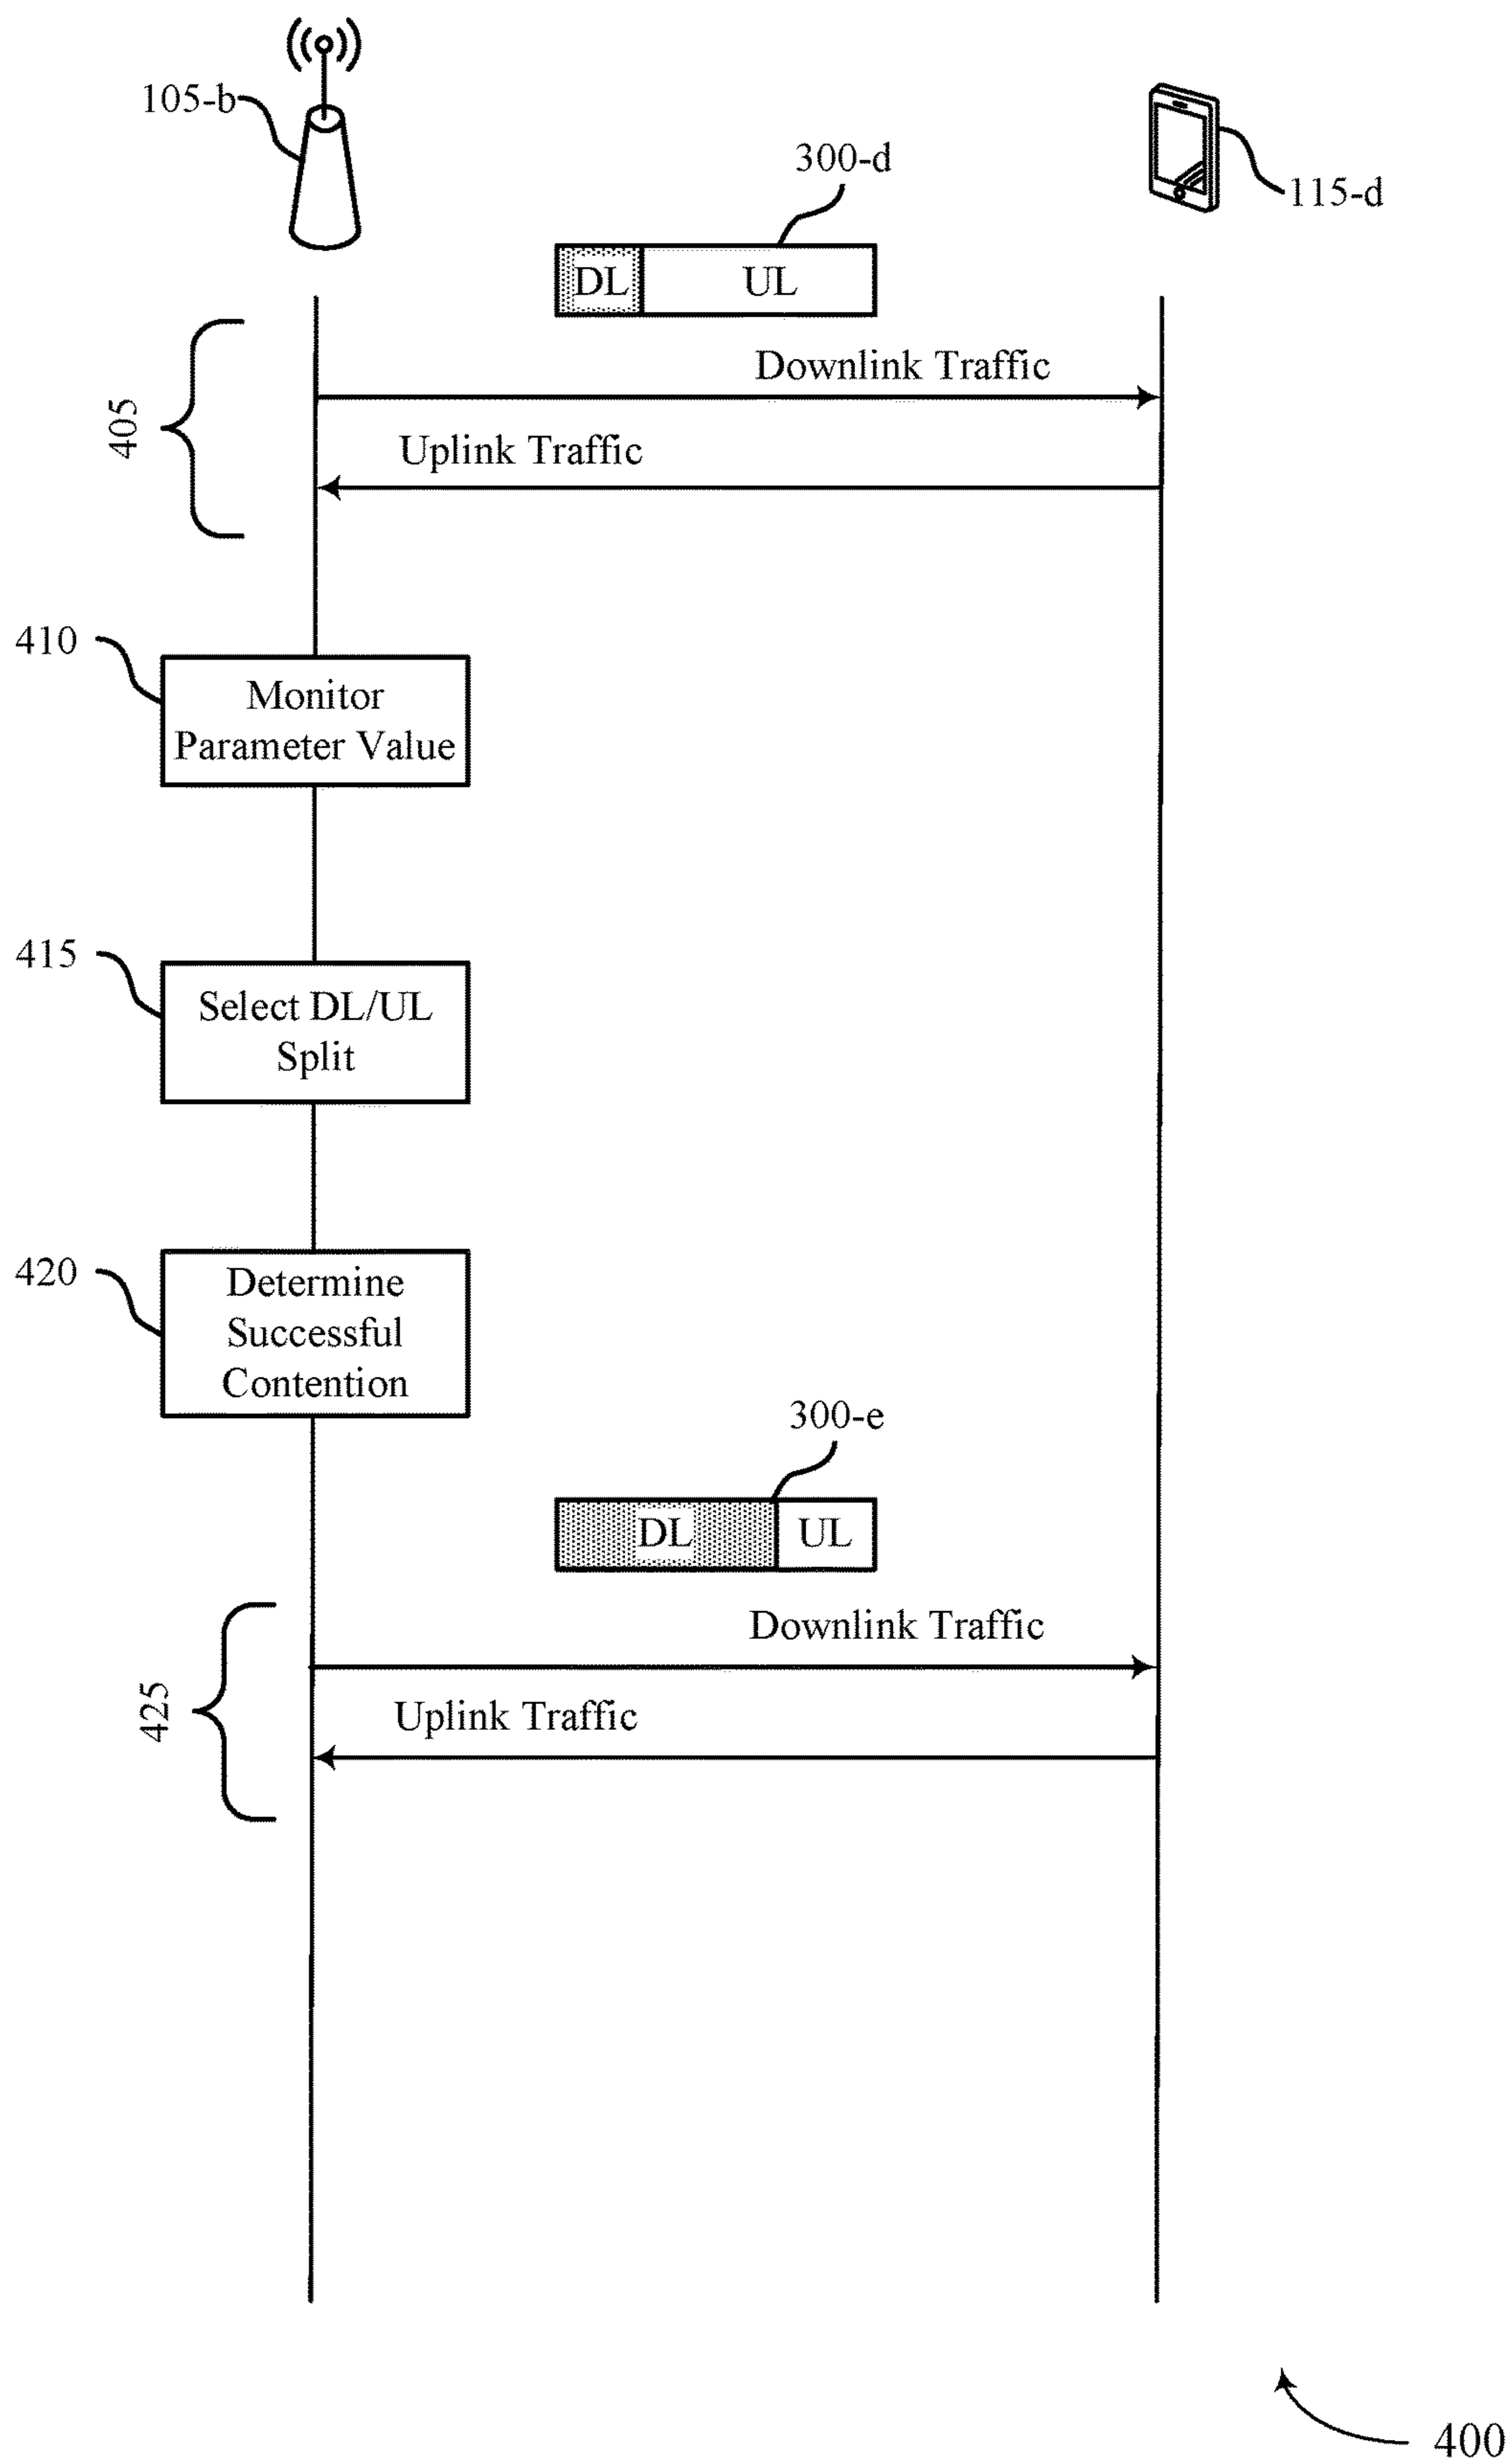 105-b
300-d
115-d
DL UL
Downlink Traffic
405
Uplink Traffic
410
Monitor
Parameter Value
415
Select DL/UL
Split
420
Determine
Successful
Contention
300-e
DL UL
Downlink Traffic
425
Uplink Traffic
400